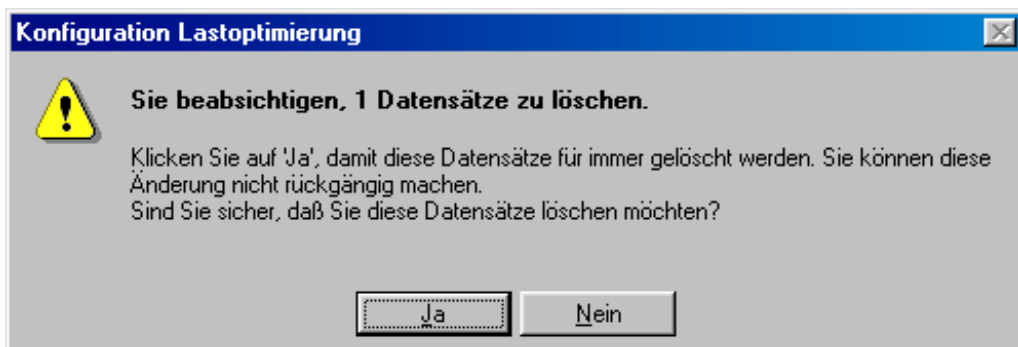 Konfiguration Lastoptimierung
Sie beabsichtigen, 1 Datensätze zu löschen.
Klicken Sie auf 'Ja', damit diese Datensätze für immer gelöscht werden. Sie können diese
Änderung nicht rückgängig machen.
Sind Sie sicher, daß Sie diese Datensätze löschen möchten?
Ja
Nein